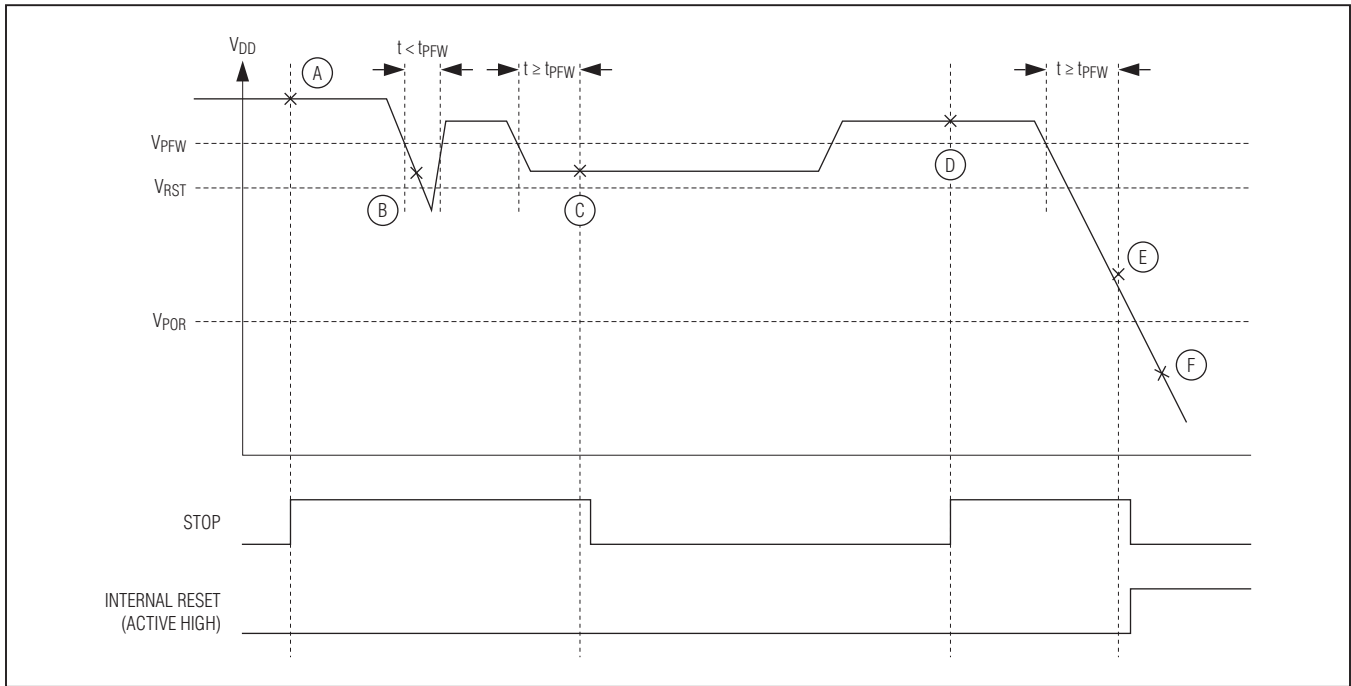 VDD
t < tPFW
t ≥ tPFW
t ≥ tPFW
A
VPFW
VRST
B
C
D
E
VPOR
F
STOP
INTERNAL RESET
(ACTIVE HIGH)